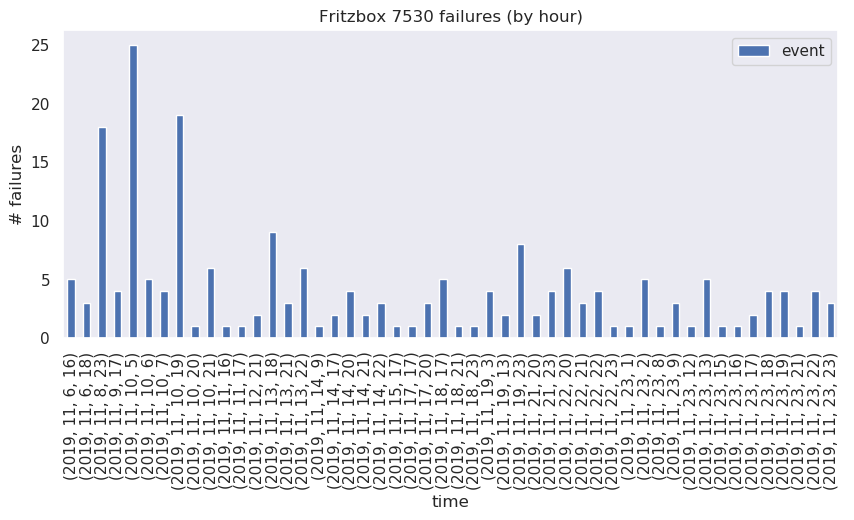 Fritzbox 7530 failures (by hour)
event
# failures
25
20
15
10
5
0
(2019, 11, 6, 16)
(2019, 11, 6, 18)
(2019, 11, 8, 23)
(2019, 11, 9, 17)
(2019, 11, 10, 5)
(2019, 11, 10, 6)
(2019, 11, 10, 7)
(2019, 11, 10, 19)
(2019, 11, 10, 20)
(2019, 11, 10, 21)
(2019, 11, 11, 16)
(2019, 11, 11, 17)
(2019, 11, 12, 21)
(2019, 11, 13, 18)
(2019, 11, 13, 21)
(2019, 11, 13, 22)
(2019, 11, 14, 9)
(2019, 11, 14, 17)
(2019, 11, 14, 20)
(2019, 11, 14, 21)
(2019, 11, 14, 22)
(2019, 11, 15, 17)
(2019, 11, 17, 17)
(2019, 11, 17, 20)
(2019, 11, 18, 17)
(2019, 11, 18, 21)
(2019, 11, 18, 23)
(2019, 11, 19, 3)
(2019, 11, 19, 13)
(2019, 11, 19, 23)
(2019, 11, 21, 20)
(2019, 11, 21, 23)
(2019, 11, 22, 20)
(2019, 11, 22, 21)
(2019, 11, 22, 22)
(2019, 11, 22, 23)
(2019, 11, 23, 1)
(2019, 11, 23, 2)
(2019, 11, 23, 8)
(2019, 11, 23, 9)
(2019, 11, 23, 12)
(2019, 11, 23, 13)
(2019, 11, 23, 15)
(2019, 11, 23, 16)
(2019, 11, 23, 17)
(2019, 11, 23, 18)
(2019, 11, 23, 19)
(2019, 11, 23, 21)
(2019, 11, 23, 22)
(2019, 11, 23, 23)
time